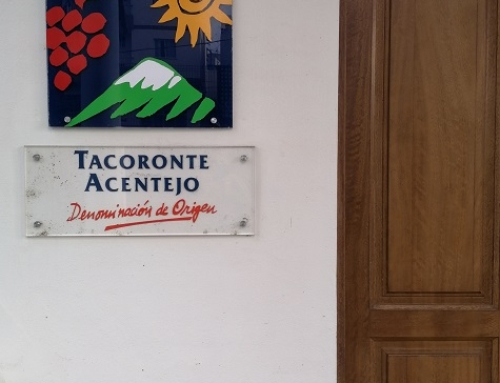 TACORONTE
ACENTEJO
Denominación de Origen